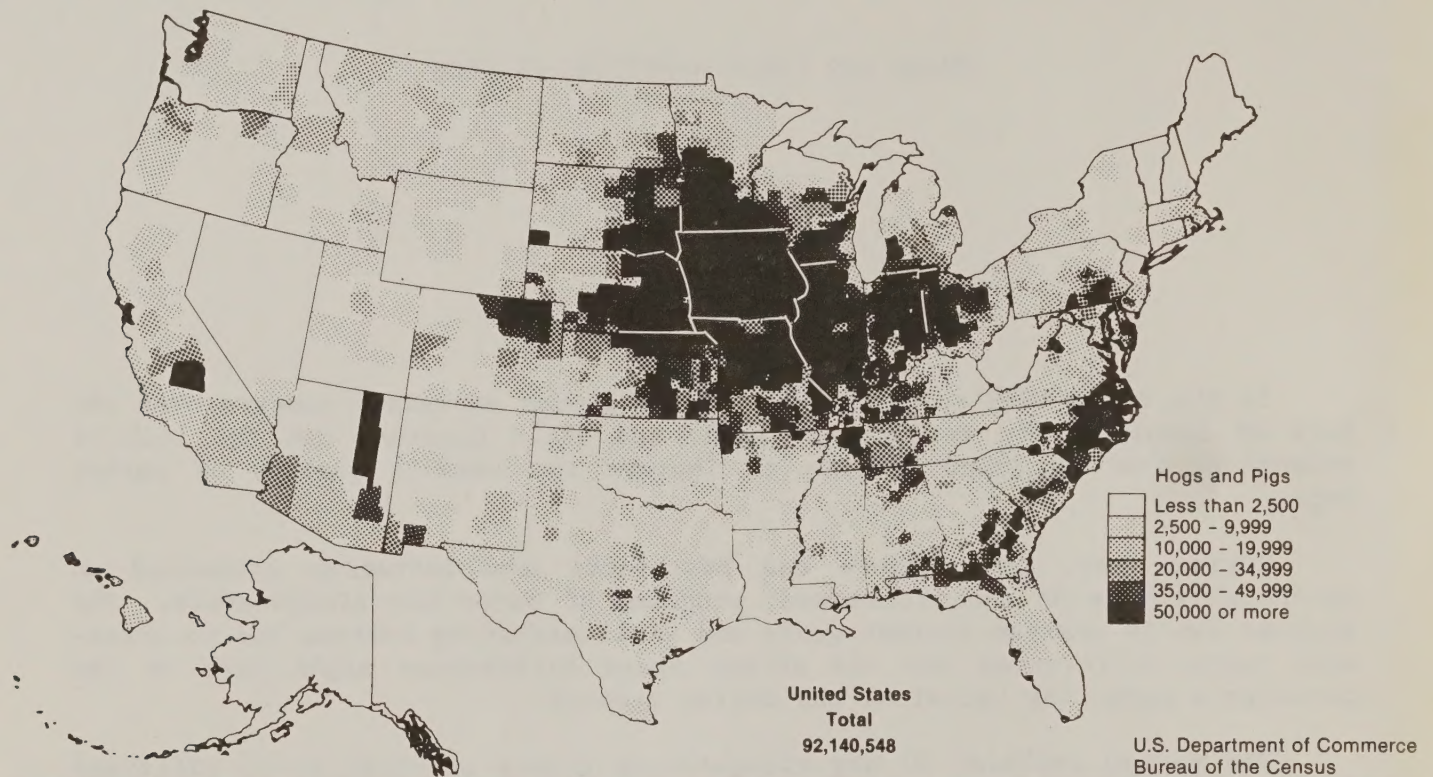 Hogs and Pigs
Less than 2,500
2,500 - 9,999
10,000 - 19,999
20,000 - 34,999
35,000 - 49,999
50,000 or more
United States
Total
92,140,548
U.S. Department of Commerce
Bureau of the Census